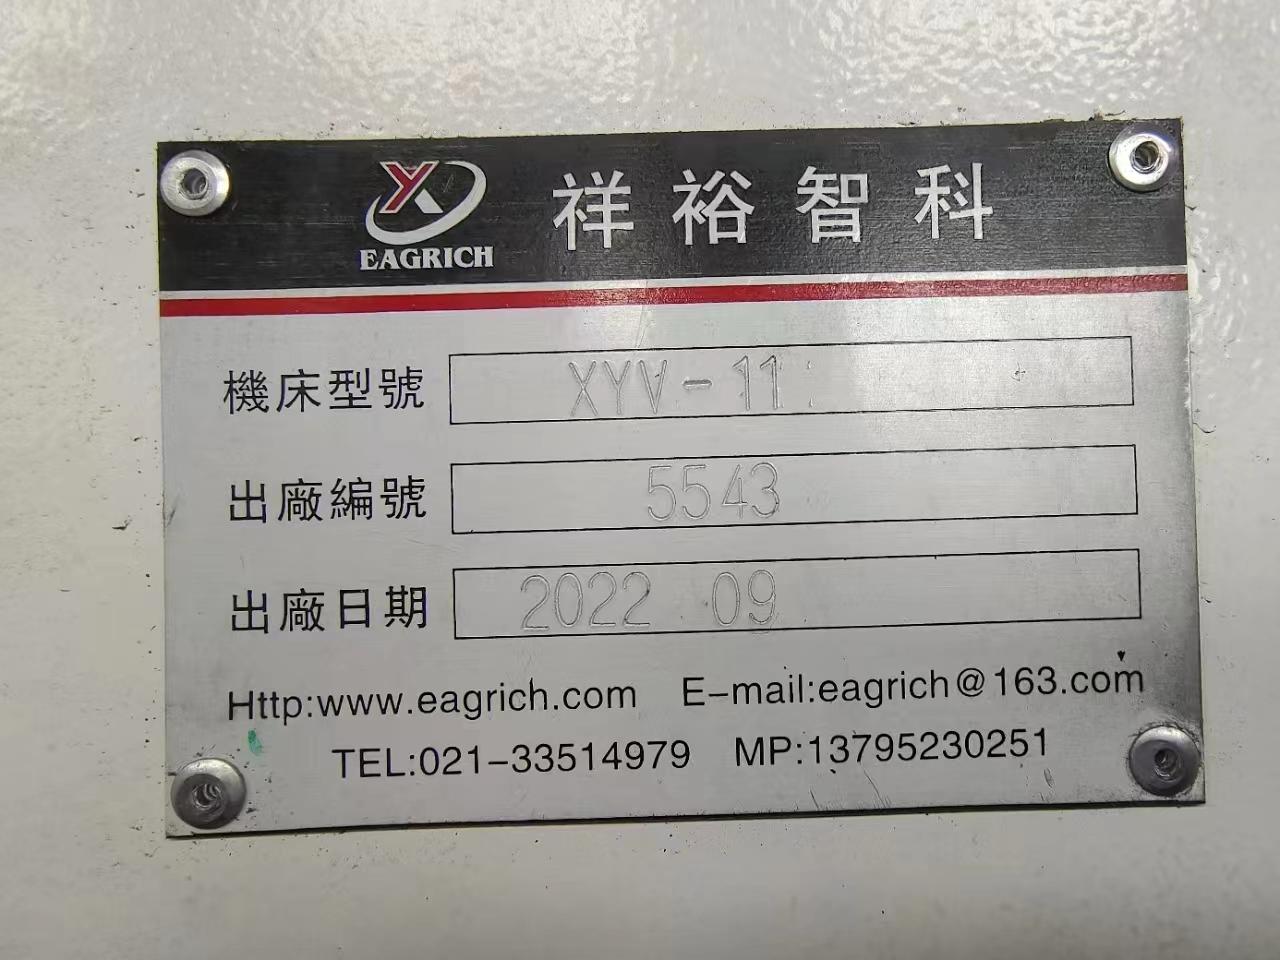 EAGRICH
祥裕智科
機床型號 XYV-11
出廠編號 5543
出廠日期 2022 09
Http:www.eagrich.com E-mail:eagrich@163.com
TEL:021-33514979 MP:13795230251